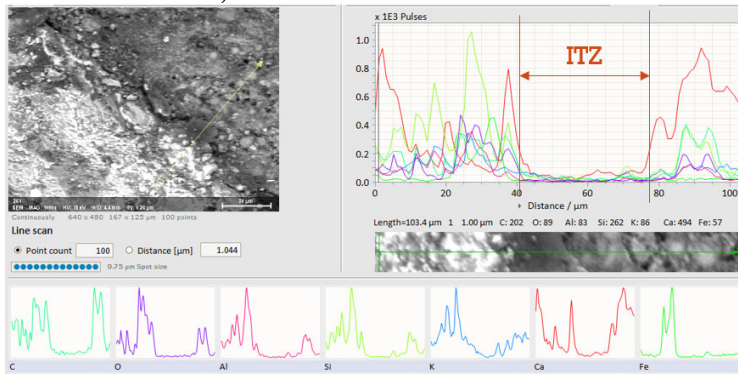 x 1E3 Pulses
1.0
0.8
0.6
0.4
0.2
0.0
ITZ
0
20
40
60
80
100
Distance / µm
Continuously 640 x 480 167 x 125 µm 100 points
Line scan
Point count 100 Distance [µm] 1.044
0.75 µm Spot size
Length=103.4 µm 1 1.00 µm C: 202 O: 89 Al: 83 Si: 262 K: 86 Ca: 494 Fe: 57
C O Al Si K Ca Fe